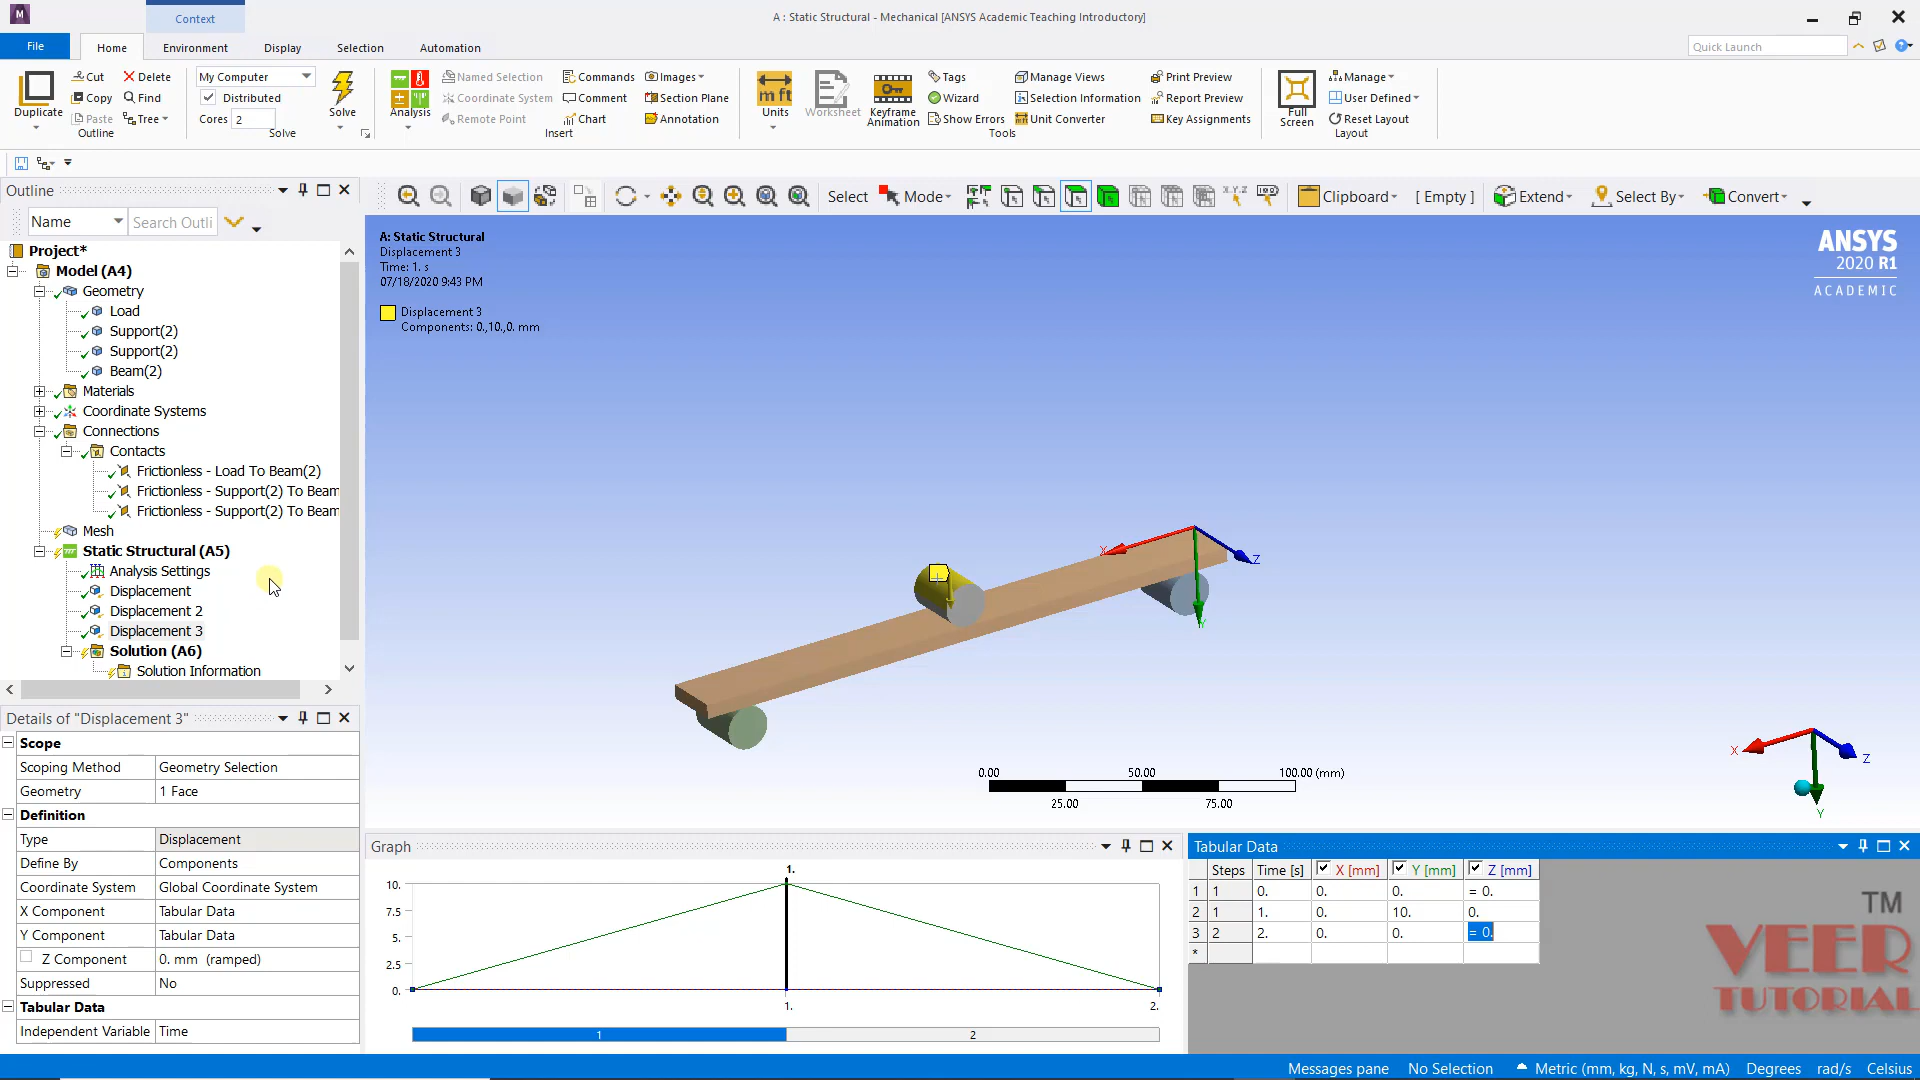 Context
A : Static Structural - Mechanical [ANSYS Academic Teaching Introductory]
File
Home
Environment
Display
Selection
Automation
Quick Launch
Duplicate
Cut
Delete
Copy
Find
Paste
Tree
Outline
My Computer
Distributed
Cores 2
Solve
Solve
Analysis
Named Selection
Coordinate System
Remote Point
Commands
Comment
Chart
Images
Section Plane
Annotation
Insert
m ft
Units
Worksheet
Keyframe
Animation
Tags
Wizard
Show Errors
Manage Views
Selection Information
Unit Converter
Print Preview
Report Preview
Key Assignments
Tools
Full
Screen
Manage
User Defined
Reset Layout
Layout
Outline
Name
Search Outli
Select
Mode
Clipboard
[ Empty ]
Extend
Select By
Convert
Project*
Model (A4)
Geometry
Load
Support(2)
Support(2)
Beam(2)
Materials
Coordinate Systems
Connections
Contacts
Frictionless - Load To Beam(2)
Frictionless - Support(2) To Beam
Frictionless - Support(2) To Beam
Mesh
Static Structural (A5)
Analysis Settings
Displacement
Displacement 2
Displacement 3
Solution (A6)
Solution Information
A: Static Structural
Displacement 3
Time: 1. s
07/18/2020 9:43 PM
Displacement 3
Components: 0.,10.,0. mm
ANSYS
2020 R1
ACADEMIC
X
Z
Y
0.00
50.00
100.00 (mm)
25.00
75.00
X
Z
Y
Details of "Displacement 3"
Scope
Scoping Method Geometry Selection
Geometry 1 Face
Definition
Type Displacement
Define By Components
Coordinate System Global Coordinate System
X Component Tabular Data
Y Component Tabular Data
Z Component 0. mm (ramped)
Suppressed No
Tabular Data
Independent Variable Time
Graph
1.
10.
7.5
5.
2.5
0.
1.
2.
1
2
Tabular Data
Steps Time [s] X [mm] Y [mm] Z [mm]
1 1 0. 0. 0. = 0.
2 1 1. 0. 10. 0.
3 2 2. 0. 0. = 0.
*
TM
VEER
TUTORIAL
Messages pane
No Selection
Metric (mm, kg, N, s, mV, mA)
Degrees
rad/s
Celsius